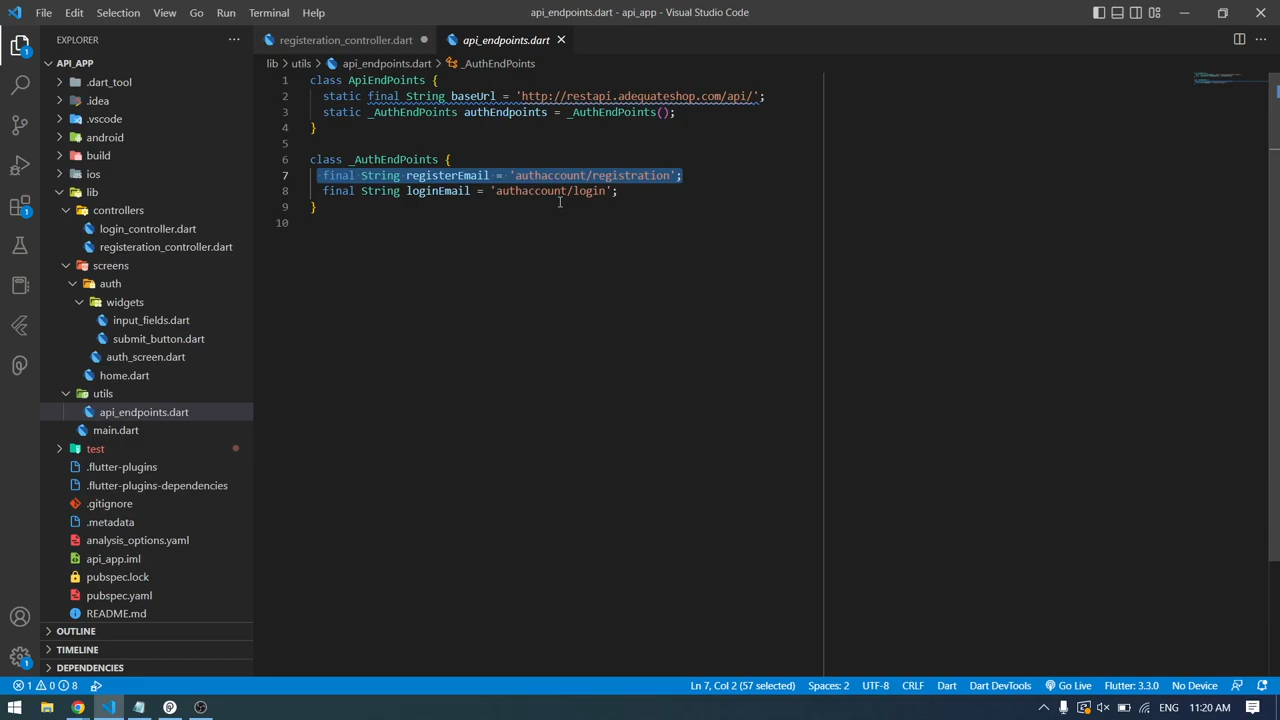 File Edit Selection View Go Run Terminal Help
api_endpoints.dart - api_app - Visual Studio Code
EXPLORER
registeration_controller.dart
api_endpoints.dart
lib > utils > api_endpoints.dart > _AuthEndPoints
API_APP
.dart_tool
.idea
.vscode
android
build
ios
lib
controllers
login_controller.dart
registeration_controller.dart
screens
auth
widgets
input_fields.dart
submit_button.dart
auth_screen.dart
home.dart
utils
api_endpoints.dart
main.dart
test
.flutter-plugins
.flutter-plugins-dependencies
.gitignore
.metadata
analysis_options.yaml
api_app.iml
pubspec.lock
pubspec.yaml
README.md
OUTLINE
TIMELINE
DEPENDENCIES
1 class ApiEndPoints {
2 static final String baseUrl = 'http://restapi.adequateshop.com/api/';
3 static _AuthEndPoints authEndpoints = _AuthEndPoints();
4 }
5
6 class _AuthEndPoints {
7 final String registerEmail = 'authaccount/registration';
8 final String loginEmail = 'authaccount/login';
9 }
10
1
1
1
1 0 8
Ln 7, Col 2 (57 selected) Spaces: 2 UTF-8 CRLF Dart Dart DevTools Go Live Flutter: 3.3.0 No Device
ENG 11:20 AM